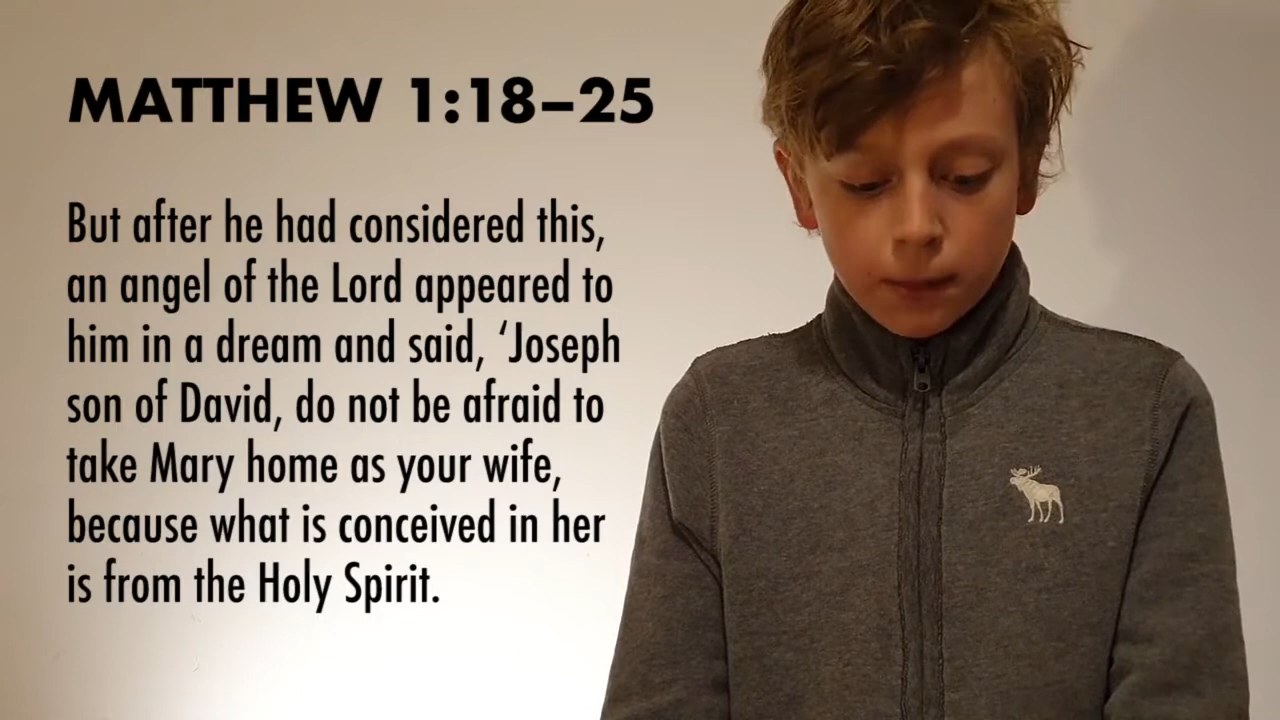 MATTHEW 1:18–25
But after he had considered this,
an angel of the Lord appeared to
him in a dream and said, ‘Joseph
son of David, do not be afraid to
take Mary home as your wife,
because what is conceived in her
is from the Holy Spirit.